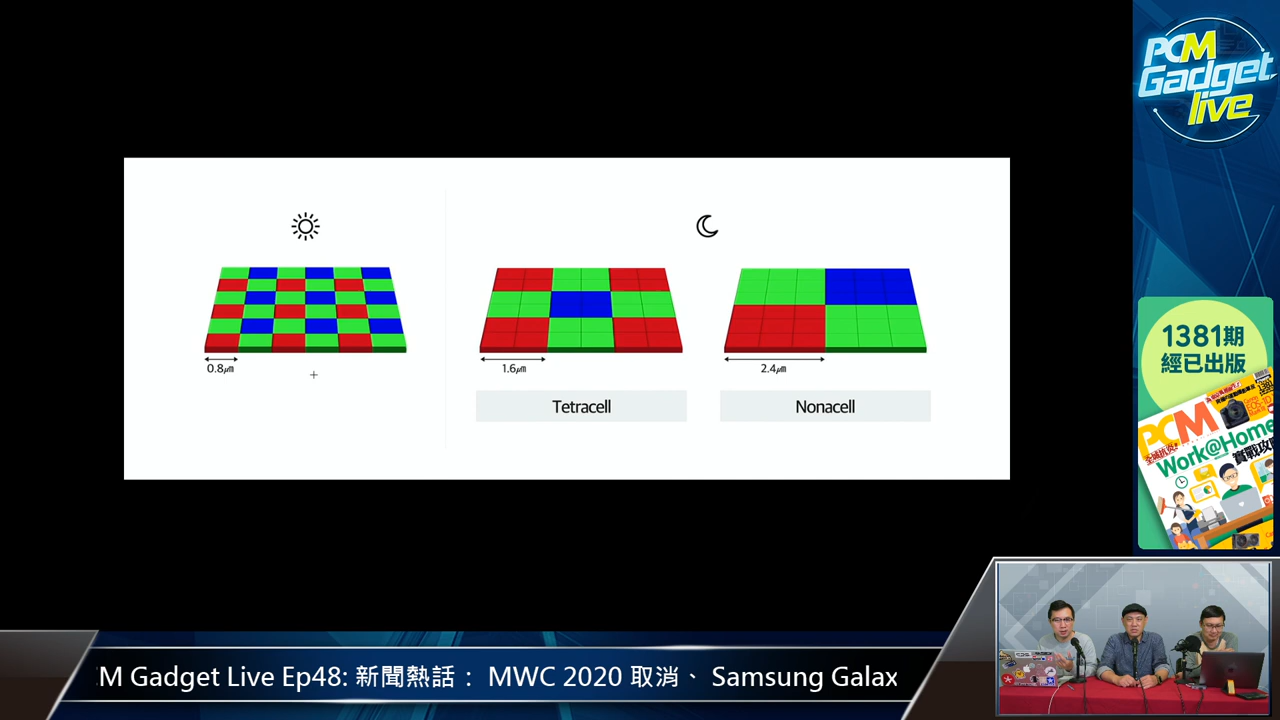 PCM
Gadget
live
0.8㎛
1.6㎛
2.4㎛
Tetracell
Nonacell
1381期
經已出版
PCM
Work@Home
M Gadget Live Ep48: 新聞熱話： MWC 2020 取消、 Samsung Galax